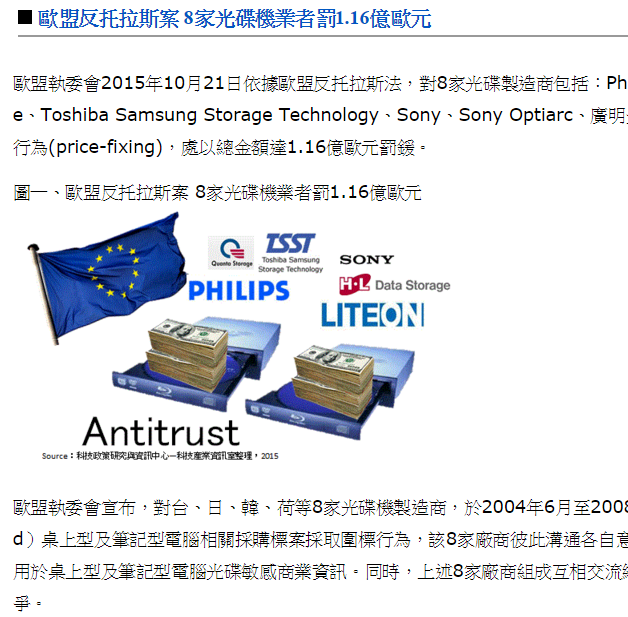 ■ 歐盟反托拉斯案 8家光碟機業者罰1.16億歐元
歐盟執委會2015年10月21日依據歐盟反托拉斯法，對8家光碟製造商包括：Ph
e、Toshiba Samsung Storage Technology、Sony、Sony Optiarc、廣明
行為(price-fixing)，處以總金額達1.16億歐元罰鍰。
圖一、歐盟反托拉斯案 8家光碟機業者罰1.16億歐元
Quanta Storage
TSST
Toshiba Samsung
Storage Technology
SONY
PHILIPS
H·L Data Storage
LITEON
Antitrust
Source：科技政策研究與資訊中心—科技產業資訊室整理，2015
歐盟執委會宣布，對台、日、韓、荷等8家光碟機製造商，於2004年6月至2008
d）桌上型及筆記型電腦相關採購標案採取圍標行為，該8家廠商彼此溝通各自意
用於桌上型及筆記型電腦光碟敏感商業資訊。同時，上述8家廠商組成互相交流
爭。